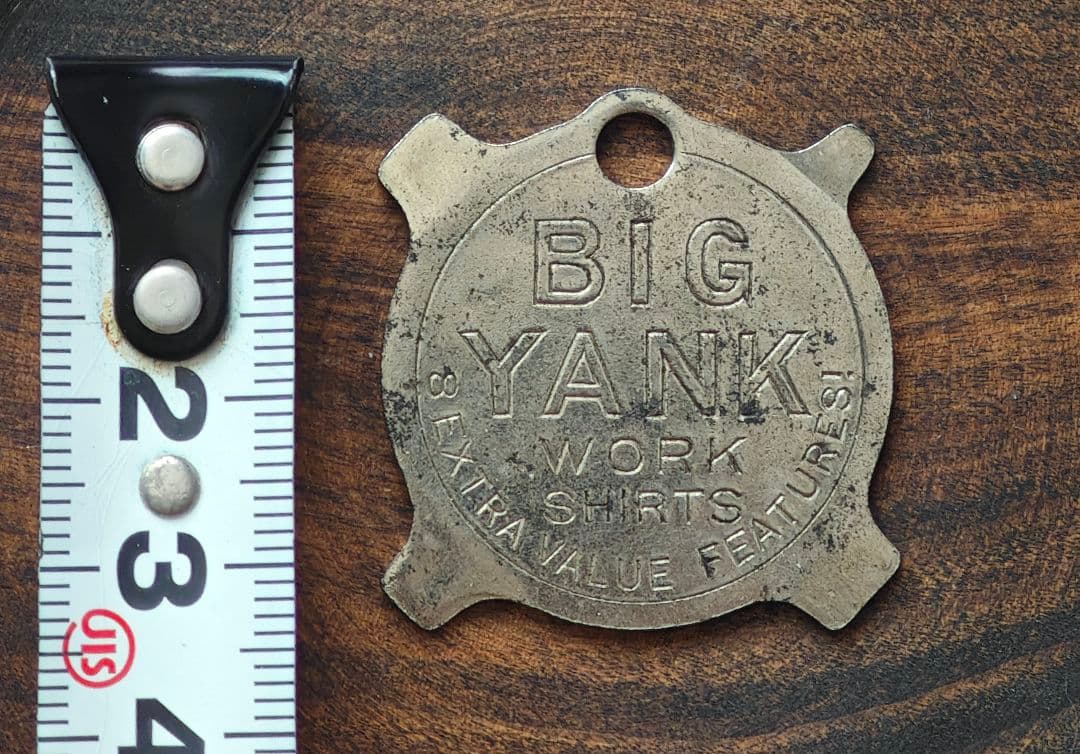 BIG
YANK
WORK
SHIRTS
8 EXTRA VALUE FEATURES!
2
3
JIS
4